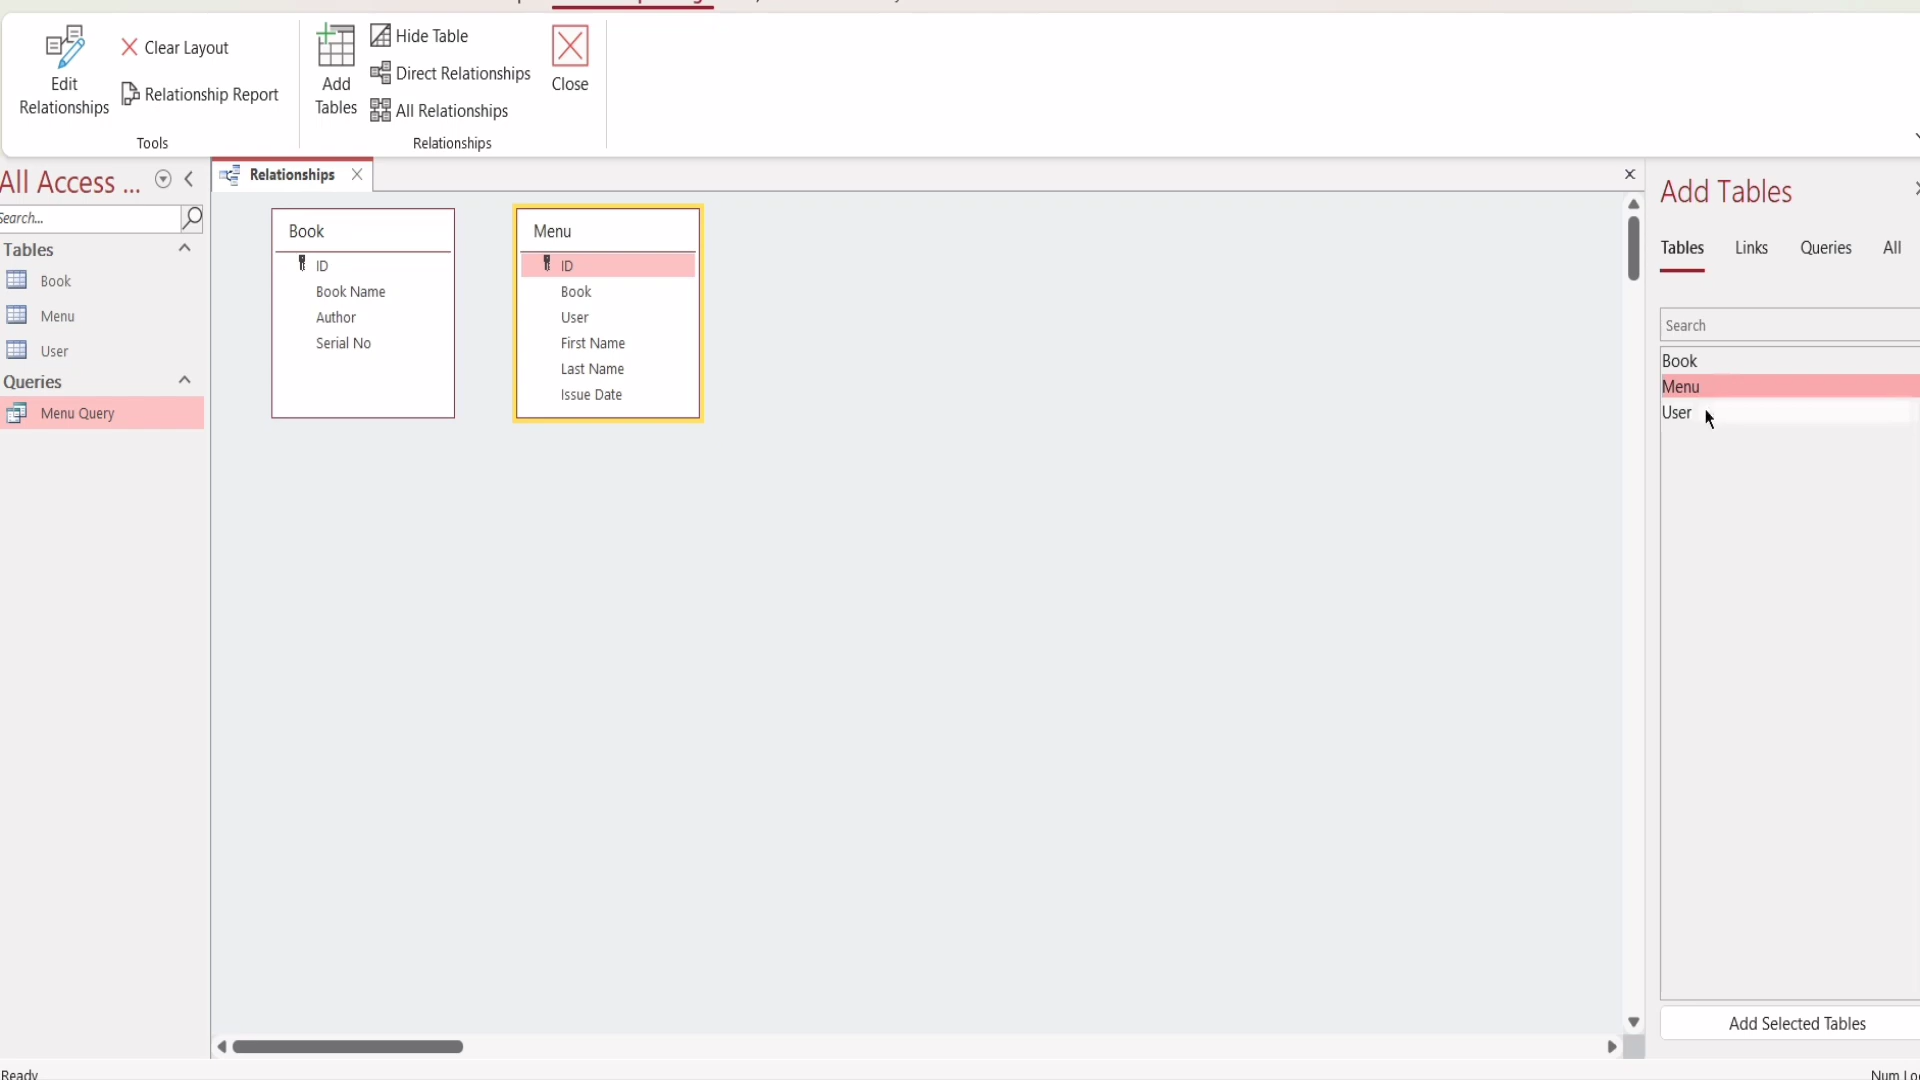 Edit
Relationships
Clear Layout
Relationship Report
Tools
Add
Tables
Hide Table
Direct Relationships
All Relationships
Relationships
Close
All Access ...
Search...
Tables
Book
Menu
User
Queries
Menu Query
Relationships
Book
ID
Book Name
Author
Serial No
Menu
ID
Book
User
First Name
Last Name
Issue Date
Add Tables
Tables Links Queries All
Search
Book
Menu
User
Add Selected Tables
Ready
Num Lo